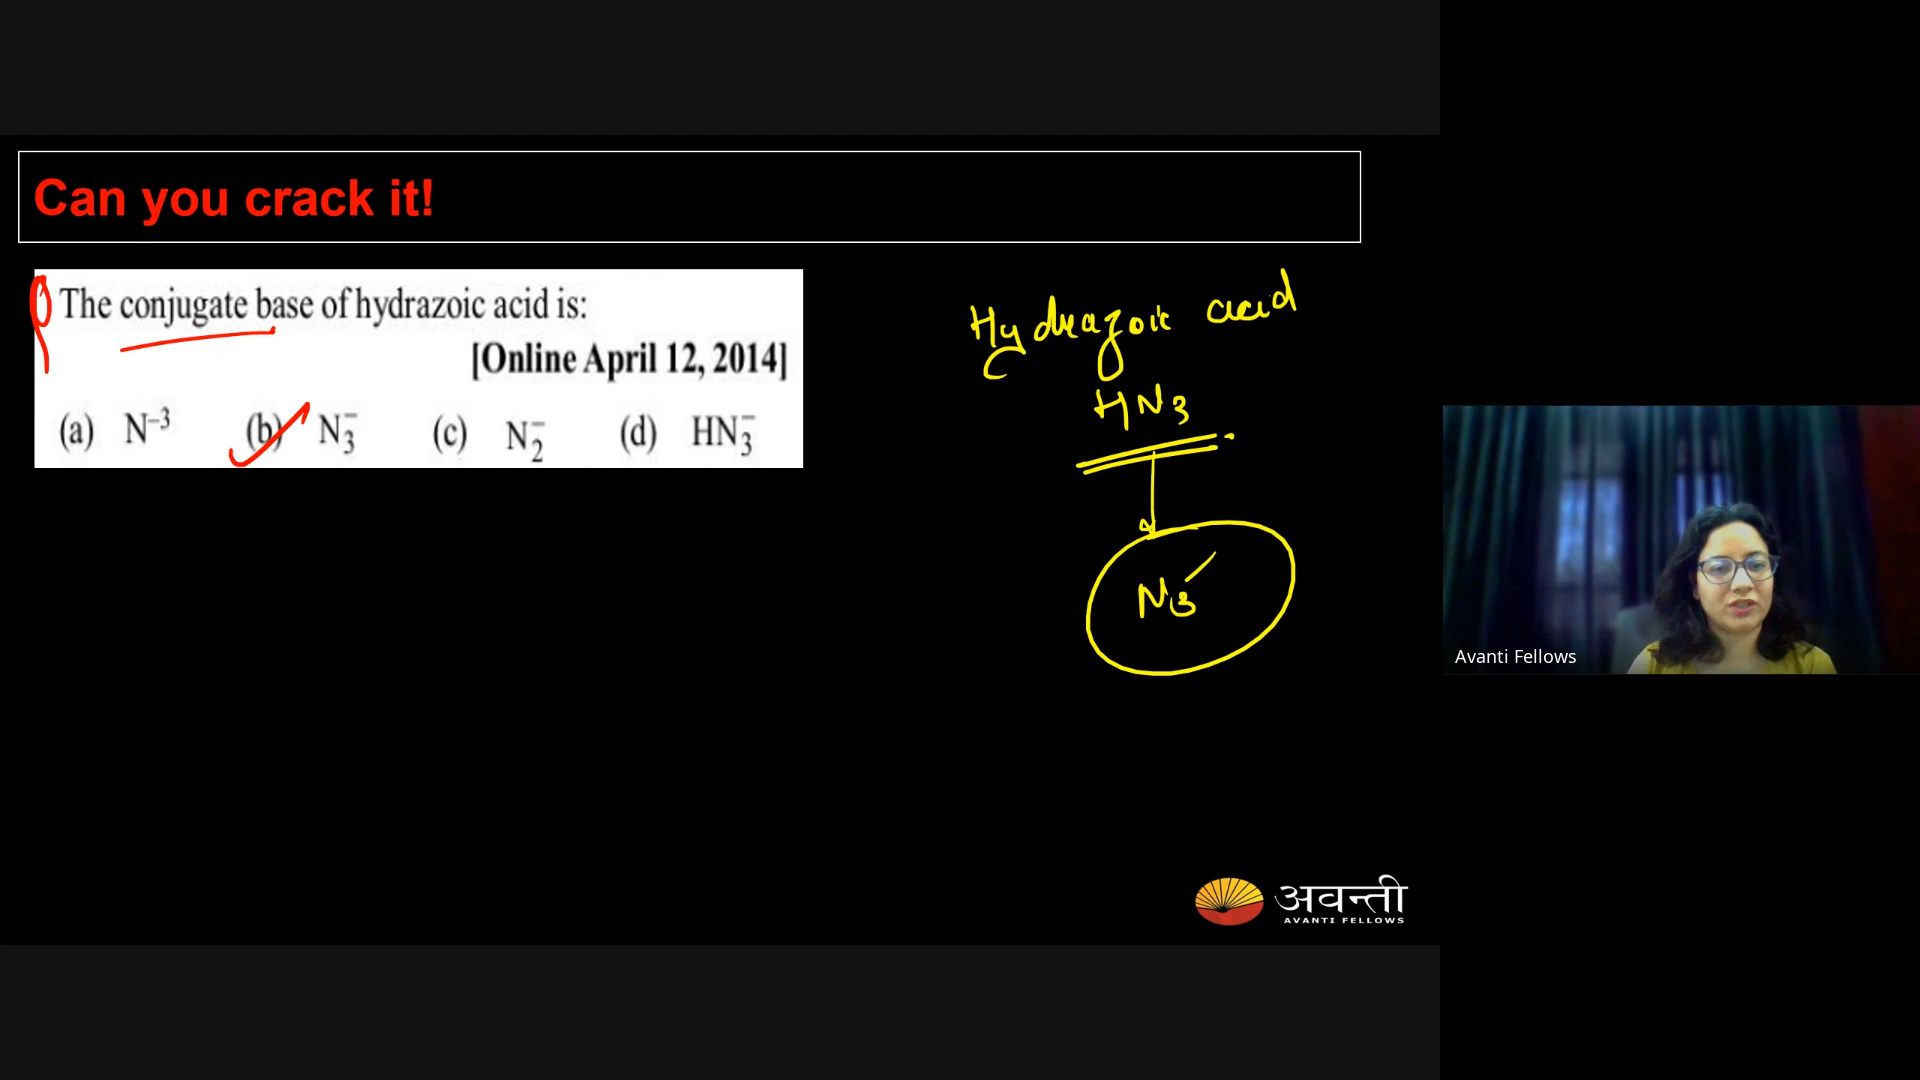 Can you crack it!
The conjugate base of hydrazoic acid is:
[Online April 12, 2014]
(a) N⁻³ (b) N₃⁻ (c) N₂⁻ (d) HN₃⁻
Hydrazoic acid
HN₃
N₃⁻
Avanti Fellows
अवन्ती
AVANTI FELLOWS